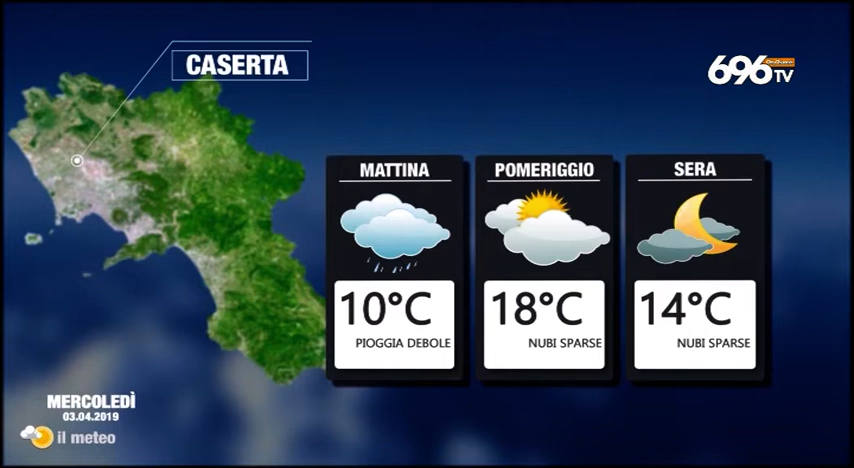 CASERTA
696 TV
MATTINA
POMERIGGIO
SERA
10°C
PIOGGIA DEBOLE
18°C
NUBI SPARSE
14°C
NUBI SPARSE
MERCOLEDÌ
03.04.2019
il meteo